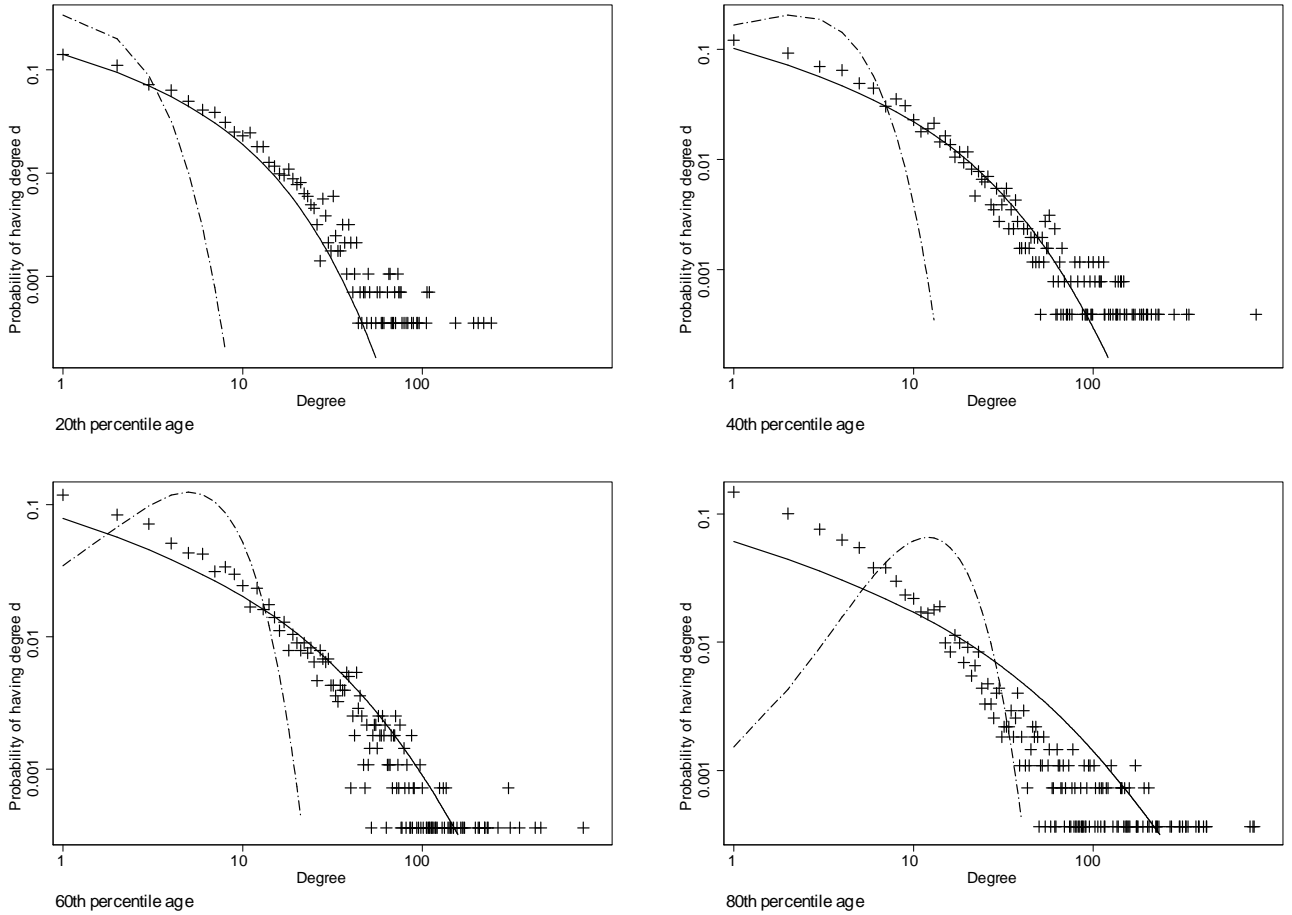 Probability of having degree d
0.1
0.01
0.001
1
10
100
Degree
20th percentile age
Probability of having degree d
0.1
0.01
0.001
1
10
100
Degree
40th percentile age
Probability of having degree d
0.1
0.01
0.001
1
10
100
Degree
60th percentile age
Probability of having degree d
0.1
0.01
0.001
1
10
100
Degree
80th percentile age